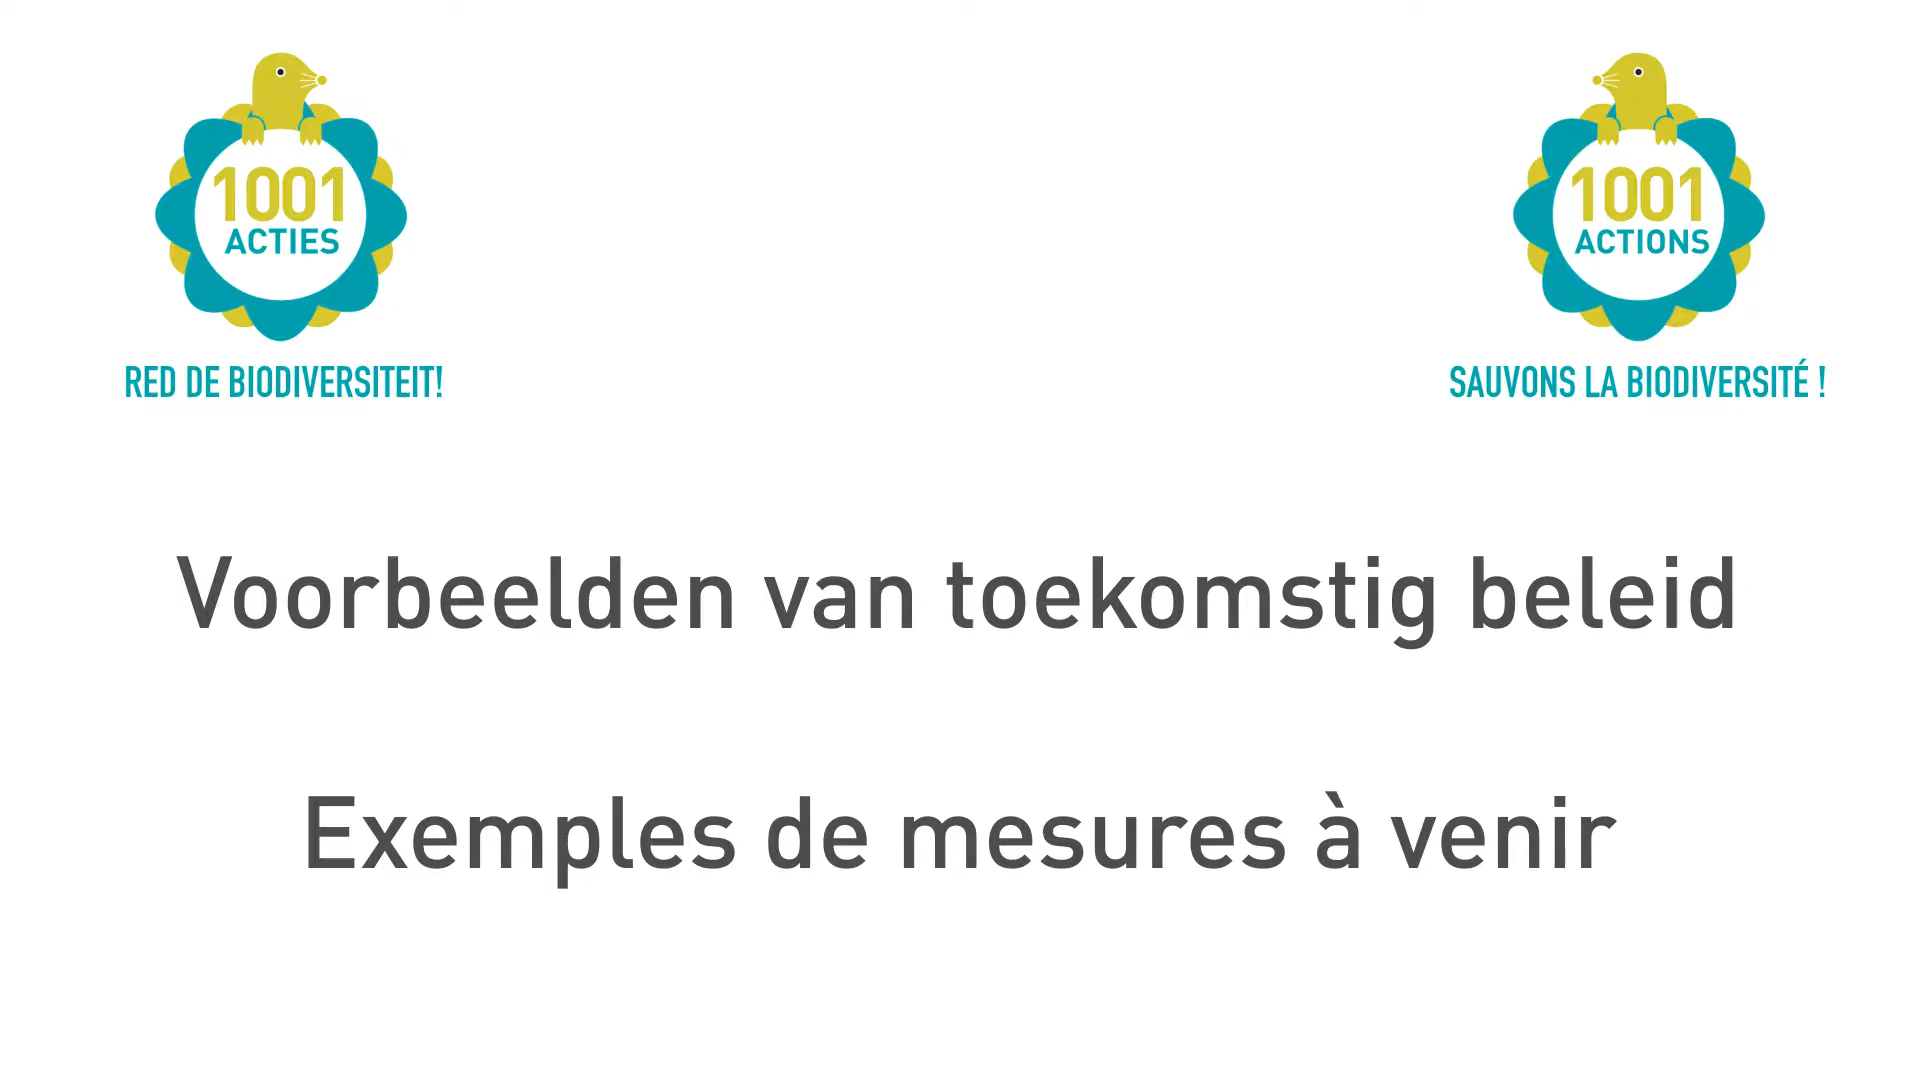 1001
ACTIES
RED DE BIODIVERSITEIT!
1001
ACTIONS
SAUVONS LA BIODIVERSITÉ !
Voorbeelden van toekomstig beleid
Exemples de mesures à venir